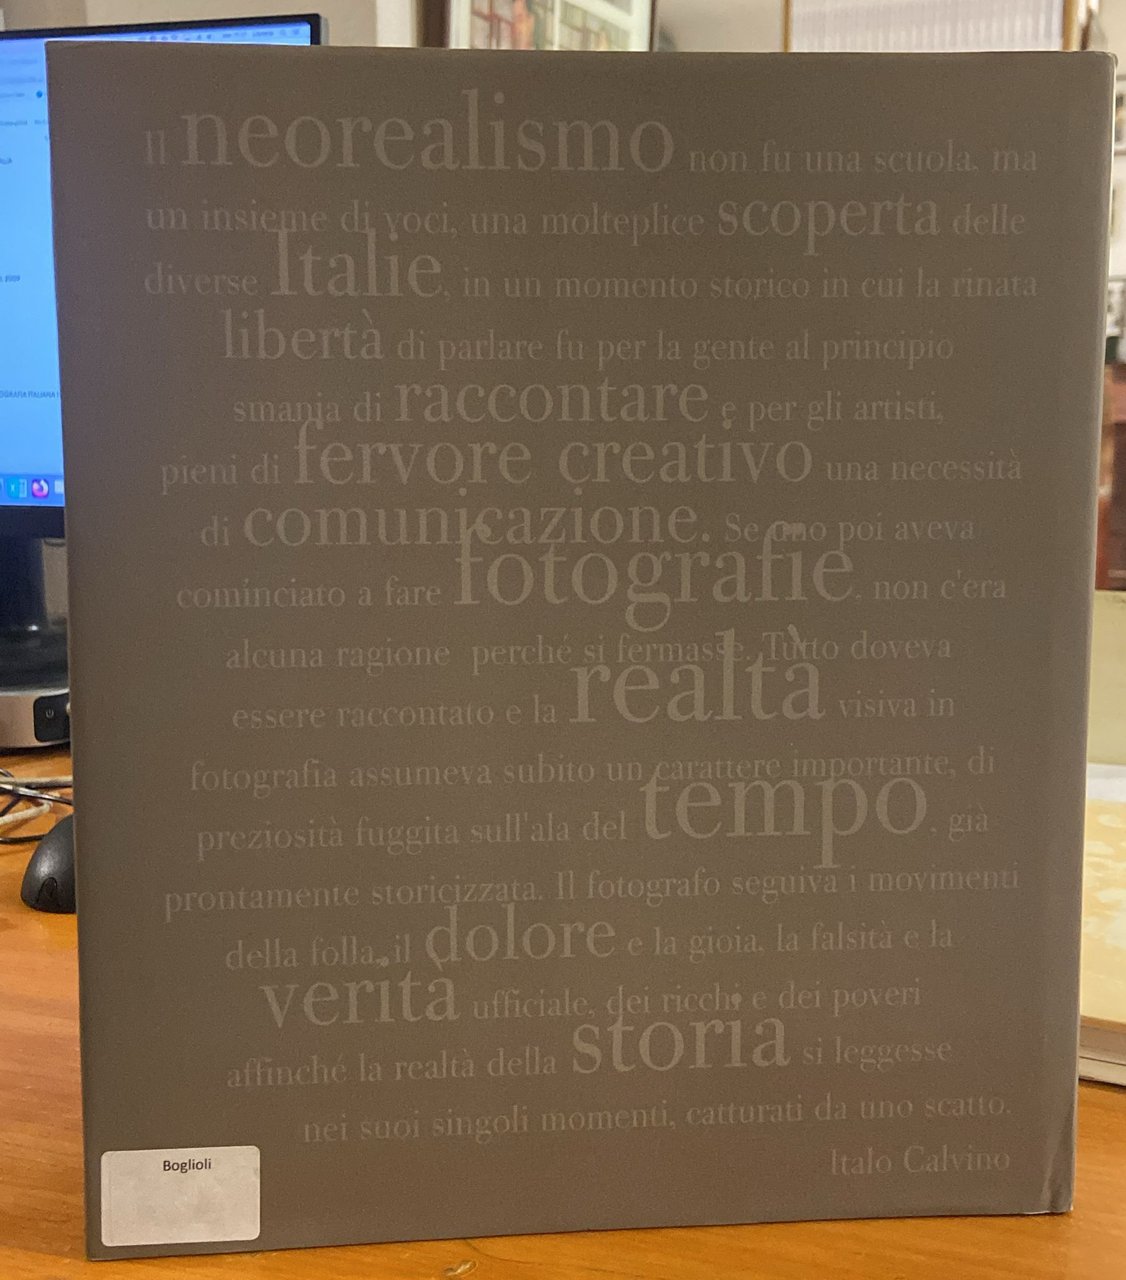 Il neorealismo non fu una scuola, ma
un insieme di voci, una molteplice scoperta delle
diverse Italie, in un momento storico in cui la rinata
libertà di parlare fu per la gente al principio
smania di raccontare e per gli artisti,
pieni di fervore creativo una necessità
di comunicazione. Se uno poi aveva
cominciato a fare fotografie, non c'era
alcuna ragione perché si fermasse. Tutto doveva
essere raccontato e la realtà visiva in
fotografia assumeva subito un carattere importante, di
preziosità fuggita sull'ala del tempo, già
prontamente storicizzata. Il fotografo seguiva i movimenti
della folla, il dolore e la gioia, la falsità e la
verità ufficiale, dei ricchi e dei poveri
affinché la realtà della storia si leggesse
nei suoi singoli momenti, catturati da uno scatto.
Italo Calvino
Boglioli